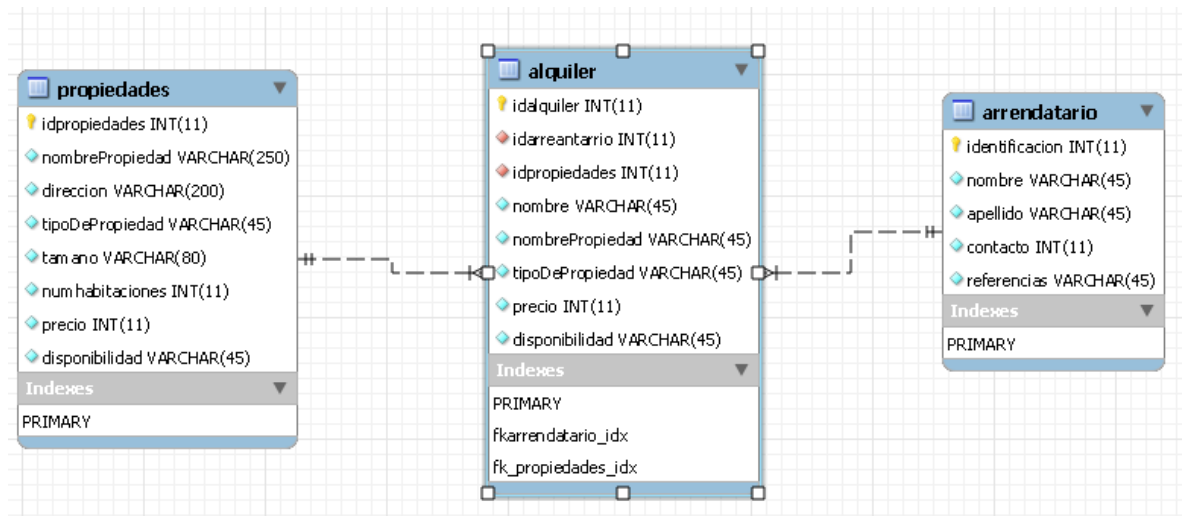 propiedades
idpropiedades INT(11)
nombrePropiedad VARCHAR(250)
direccion VARCHAR(200)
tipoDePropiedad VARCHAR(45)
tamano VARCHAR(80)
numhabitaciones INT(11)
precio INT(11)
disponibilidad VARCHAR(45)
Indexes
PRIMARY
alquiler
idalquiler INT(11)
idarreantarrio INT(11)
idpropiedades INT(11)
nombre VARCHAR(45)
nombrePropiedad VARCHAR(45)
tipoDePropiedad VARCHAR(45)
precio INT(11)
disponibilidad VARCHAR(45)
Indexes
PRIMARY
fkarrendatario_idx
fk_propiedades_idx
arrendatario
identificacion INT(11)
nombre VARCHAR(45)
apellido VARCHAR(45)
contacto INT(11)
referencias VARCHAR(45)
Indexes
PRIMARY